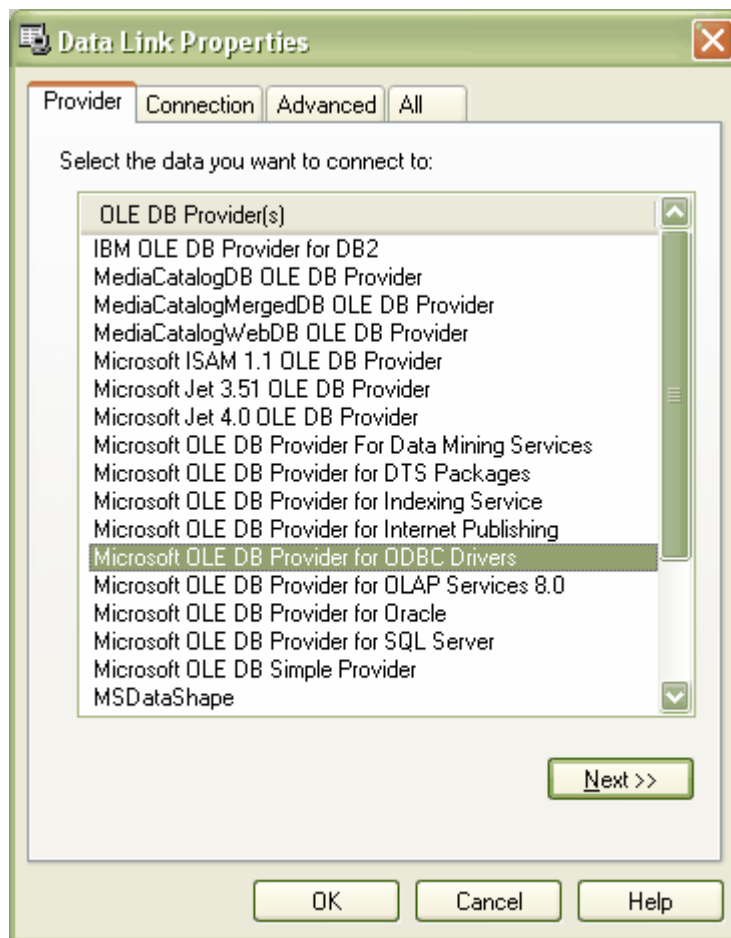 Data Link Properties
Provider Connection Advanced All
Select the data you want to connect to:
OLE DB Provider(s)
IBM OLE DB Provider for DB2
MediaCatalogDB OLE DB Provider
MediaCatalogMergedDB OLE DB Provider
MediaCatalogWebDB OLE DB Provider
Microsoft ISAM 1.1 OLE DB Provider
Microsoft Jet 3.51 OLE DB Provider
Microsoft Jet 4.0 OLE DB Provider
Microsoft OLE DB Provider For Data Mining Services
Microsoft OLE DB Provider for DTS Packages
Microsoft OLE DB Provider for Indexing Service
Microsoft OLE DB Provider for Internet Publishing
Microsoft OLE DB Provider for ODBC Drivers
Microsoft OLE DB Provider for OLAP Services 8.0
Microsoft OLE DB Provider for Oracle
Microsoft OLE DB Provider for SQL Server
Microsoft OLE DB Simple Provider
MSDataShape
Next >>
OK Cancel Help